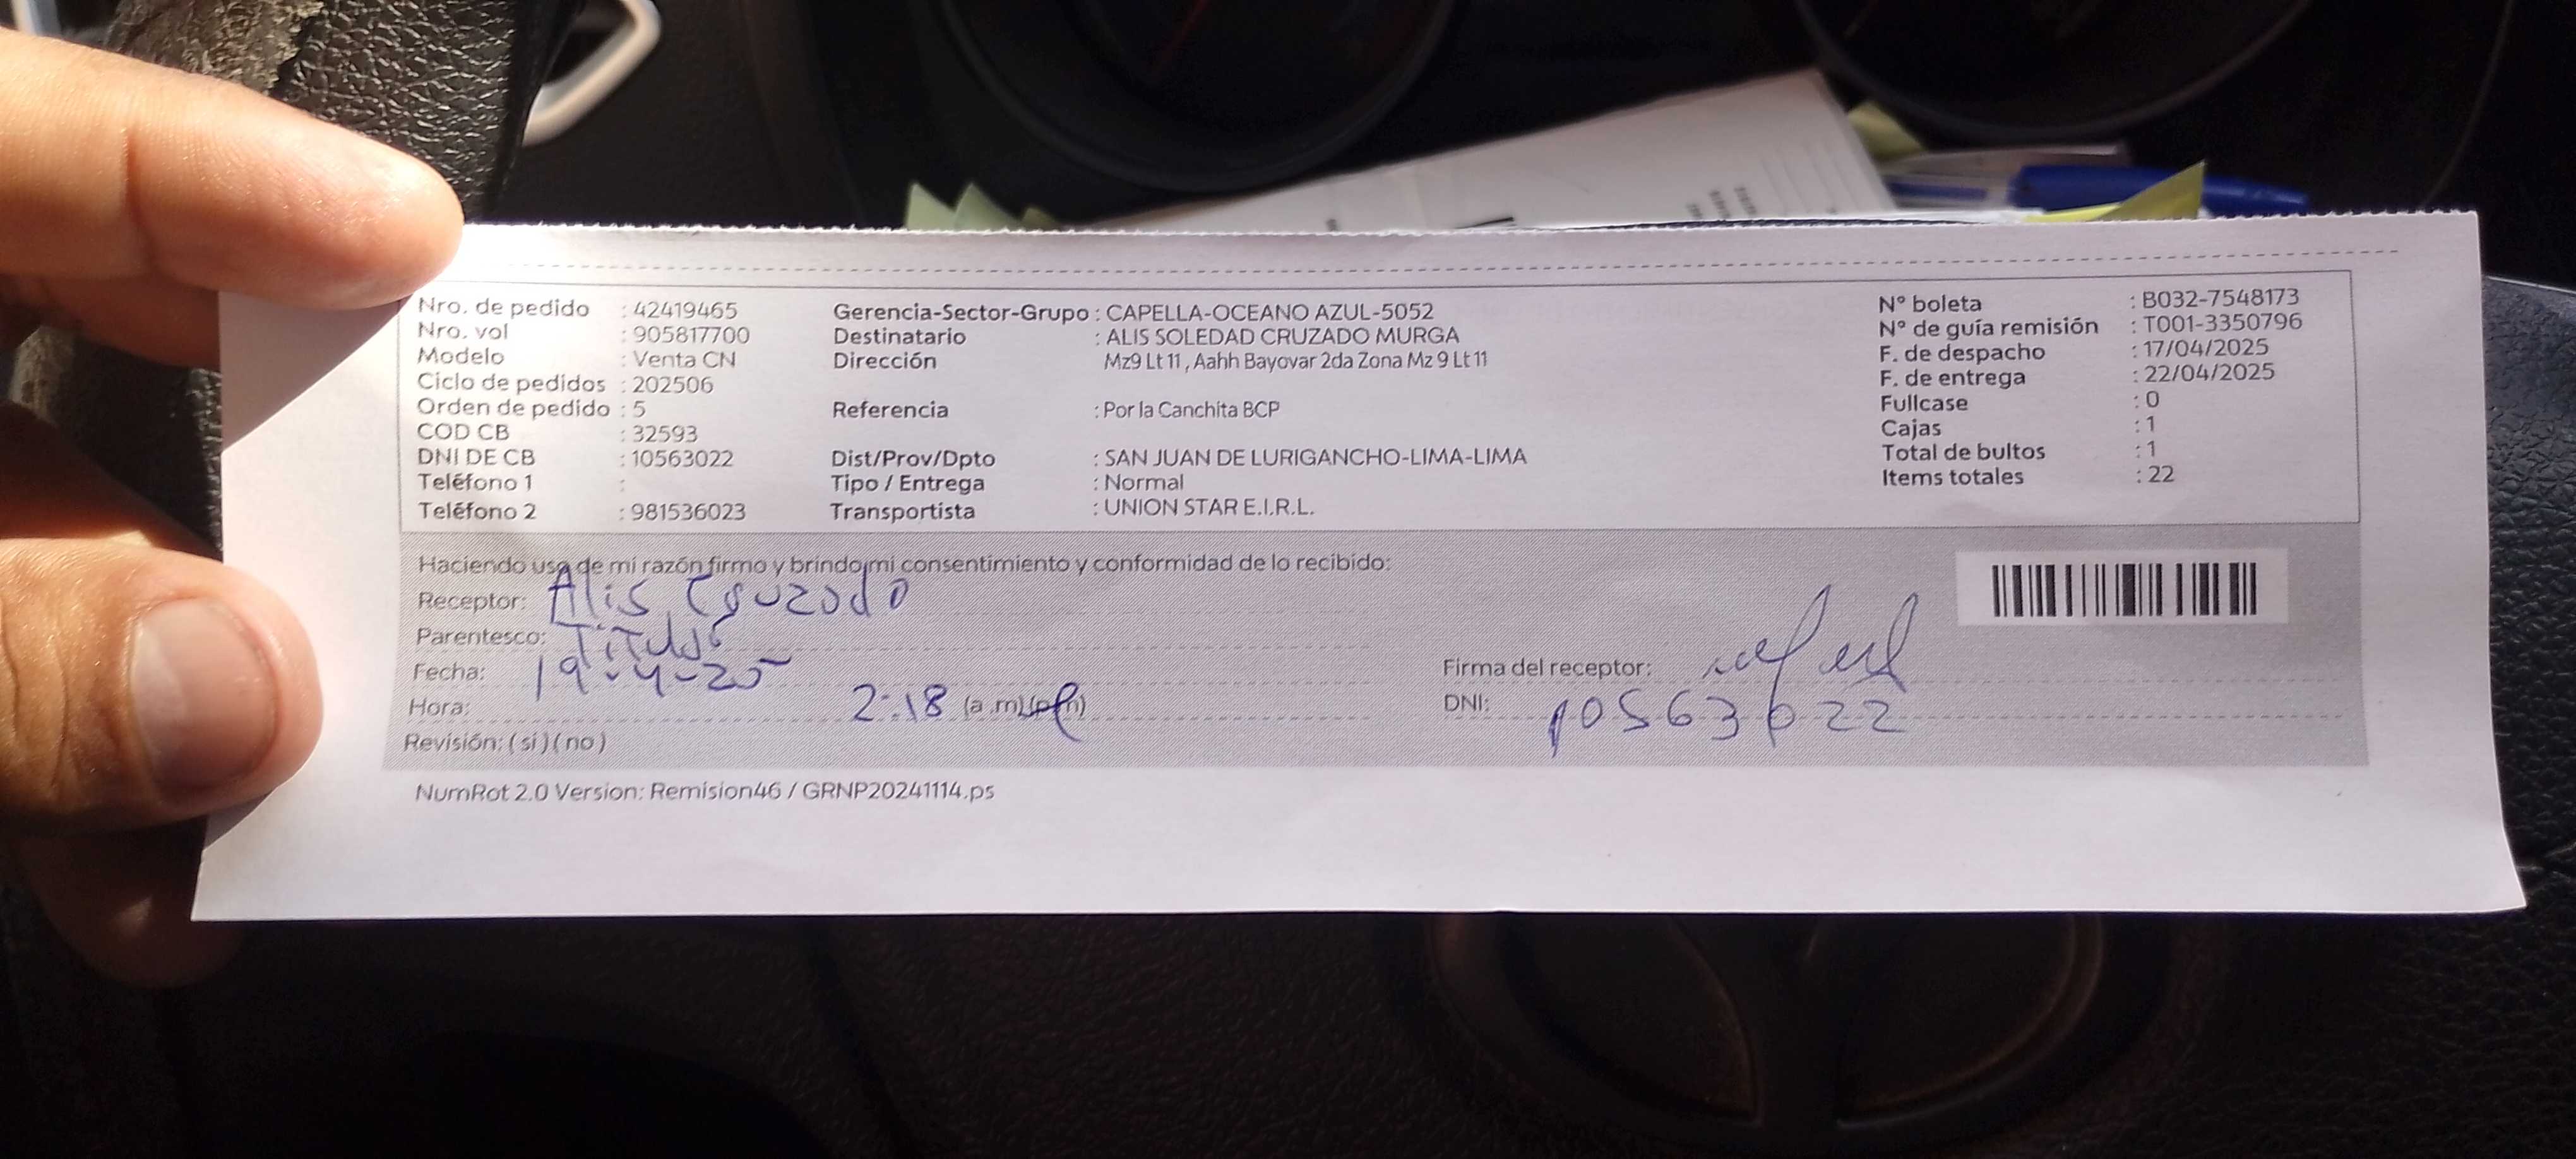 Nro. de pedido : 42419465
Nro. vol : 905817700
Modelo : Venta CN
Ciclo de pedidos : 202506
Orden de pedido : 5
COD CB : 32593
DNI DE CB : 10563022
Teléfono 1 :
Teléfono 2 : 981536023
Gerencia-Sector-Grupo : CAPELLA-OCEANO AZUL-5052
Destinatario : ALIS SOLEDAD CRUZADO MURGA
Dirección Mz9 Lt 11 , Aahh Bayovar 2da Zona Mz 9 Lt 11
Referencia : Por la Canchita BCP
Dist/Prov/Dpto : SAN JUAN DE LURIGANCHO-LIMA-LIMA
Tipo / Entrega : Normal
Transportista : UNION STAR E.I.R.L.
N° boleta : B032-7548173
N° de guía remisión : T001-3350796
F. de despacho : 17/04/2025
F. de entrega : 22/04/2025
Fullcase : 0
Cajas : 1
Total de bultos : 1
Items totales : 22
Haciendo uso de mi razón firmo y brindo mi consentimiento y conformidad de lo recibido:
Receptor: Alis Cruzado
Parentesco: Titular
Fecha: 19-4-25
Hora: 2:18 (a .m) (p.m)
Revisión: ( si ) ( no )
Firma del receptor:
DNI: 10563022
NumRot 2.0 Version: Remision46 / GRNP20241114.ps